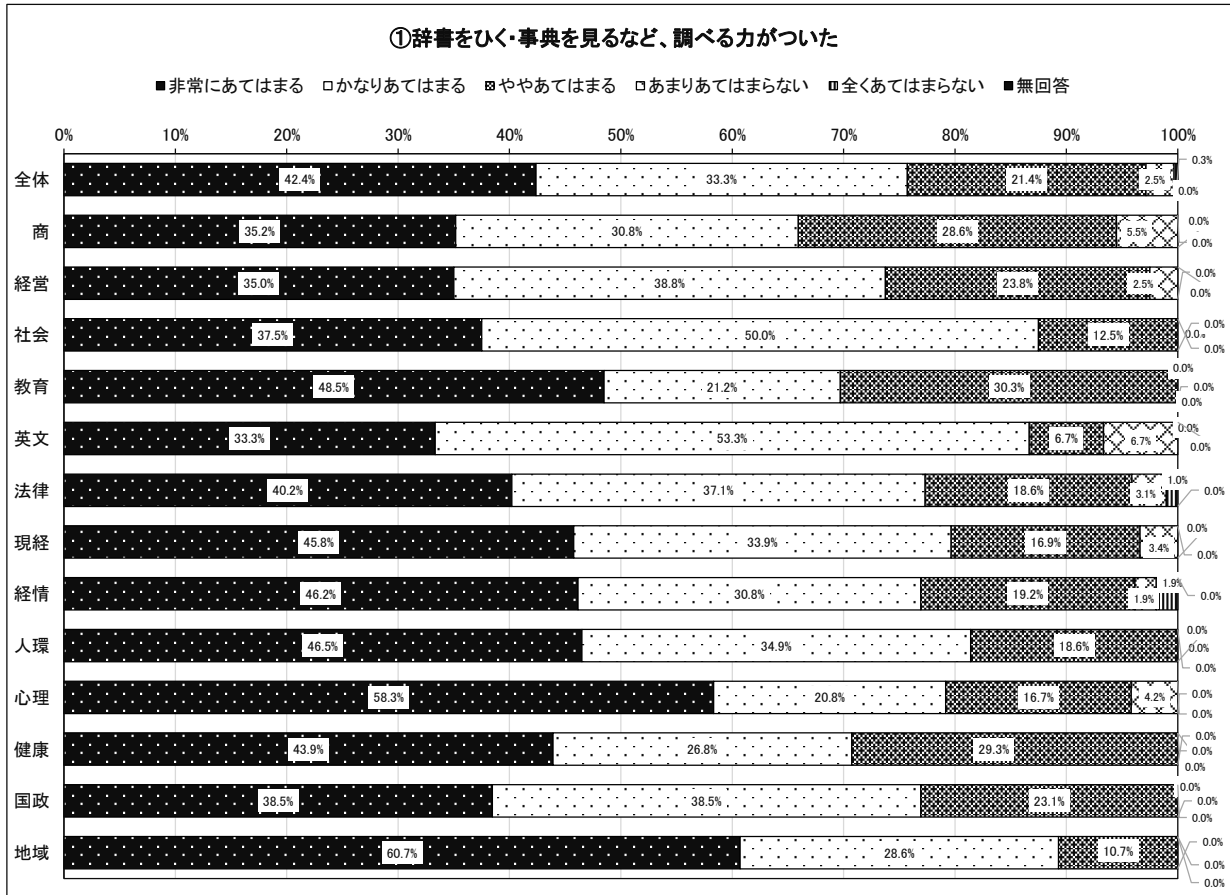 ①辞書をひく・事典を見るなど、調べる力がついた
■非常にあてはまる □かなりあてはまる ややあてはまる あまりあてはまらない 全くあてはまらない ■無回答
0% 10% 20% 30% 40% 50% 60% 70% 80% 90% 100%
全体 42.4% 33.3% 21.4% 2.5% 0.3% 0.0%
商 35.2% 30.8% 28.6% 5.5% 0.0% 0.0%
経営 35.0% 38.8% 23.8% 2.5% 0.0% 0.0%
社会 37.5% 50.0% 12.5% 0.0% 0.0% 0.0%
教育 48.5% 21.2% 30.3% 0.0% 0.0% 0.0%
英文 33.3% 53.3% 6.7% 6.7% 0.0% 0.0%
法律 40.2% 37.1% 18.6% 3.1% 1.0% 0.0%
現経 45.8% 33.9% 16.9% 3.4% 0.0% 0.0%
経情 46.2% 30.8% 19.2% 1.9% 1.9% 0.0%
人環 46.5% 34.9% 18.6% 0.0% 0.0% 0.0%
心理 58.3% 20.8% 16.7% 4.2% 0.0% 0.0%
健康 43.9% 26.8% 29.3% 0.0% 0.0% 0.0%
国政 38.5% 38.5% 23.1% 0.0% 0.0% 0.0%
地域 60.7% 28.6% 10.7% 0.0% 0.0% 0.0%